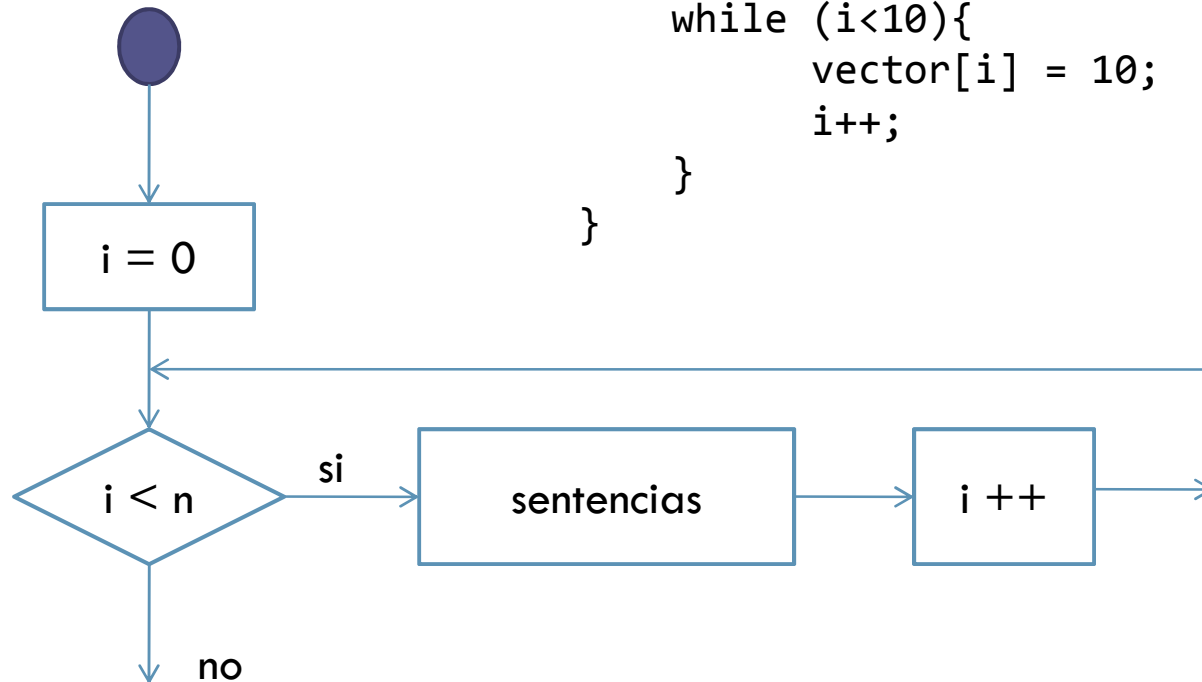 while (i<10){
vector[i] = 10;
i++;
}
}
i = 0
i < n
si
sentencias
i ++
no